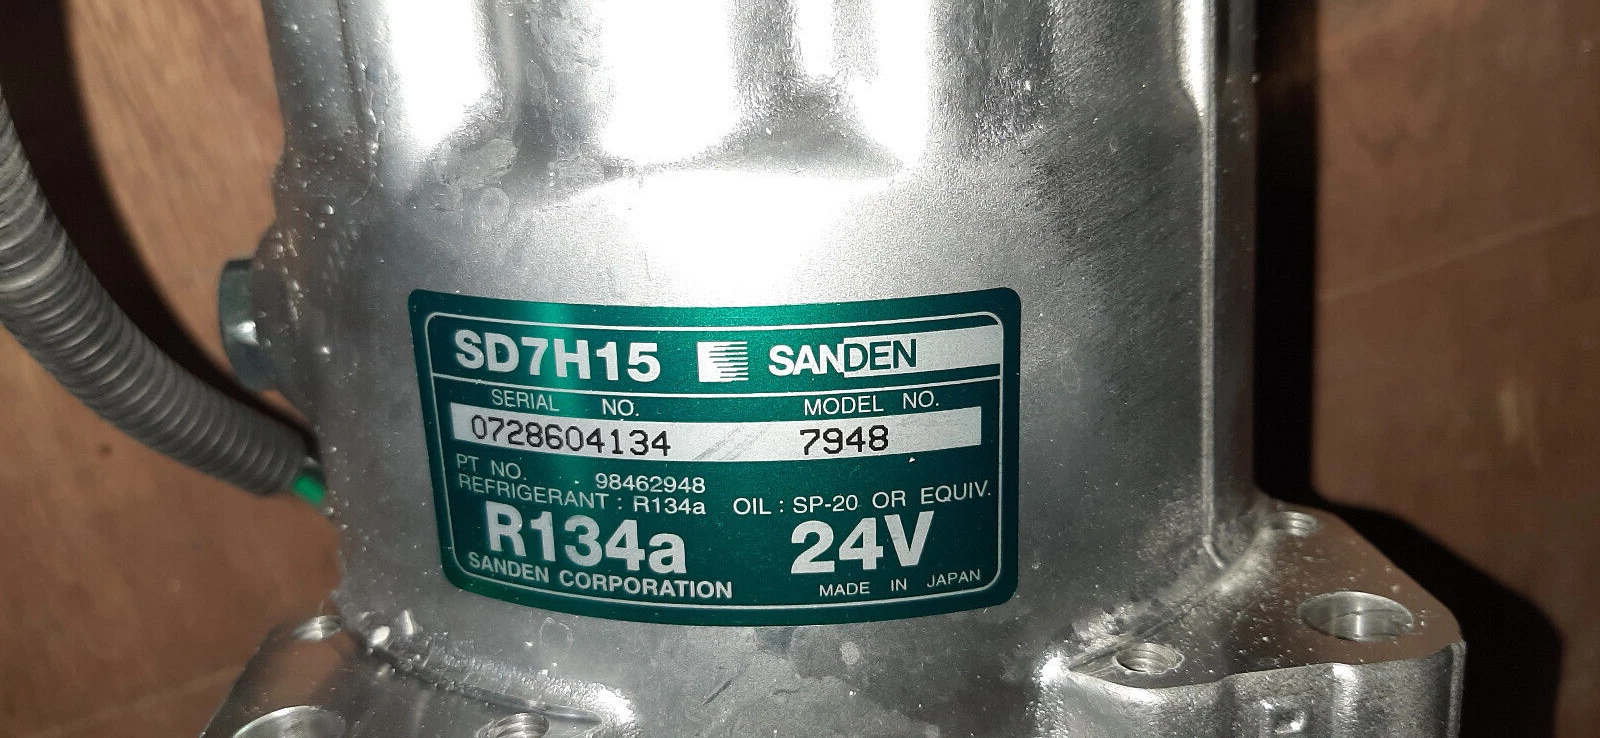 SD7H15 SANDEN
SERIAL NO. MODEL NO.
0728604134 7948
PT NO. 98462948
REFRIGERANT : R134a OIL : SP-20 OR EQUIV.
R134a 24V
SANDEN CORPORATION MADE IN JAPAN